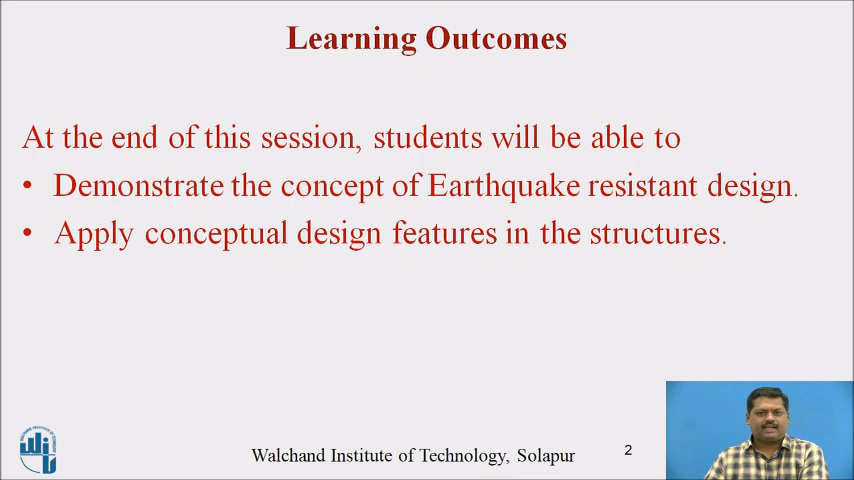 Learning Outcomes
At the end of this session, students will be able to
• Demonstrate the concept of Earthquake resistant design.
• Apply conceptual design features in the structures.
Walchand Institute of Technology, Solapur
2